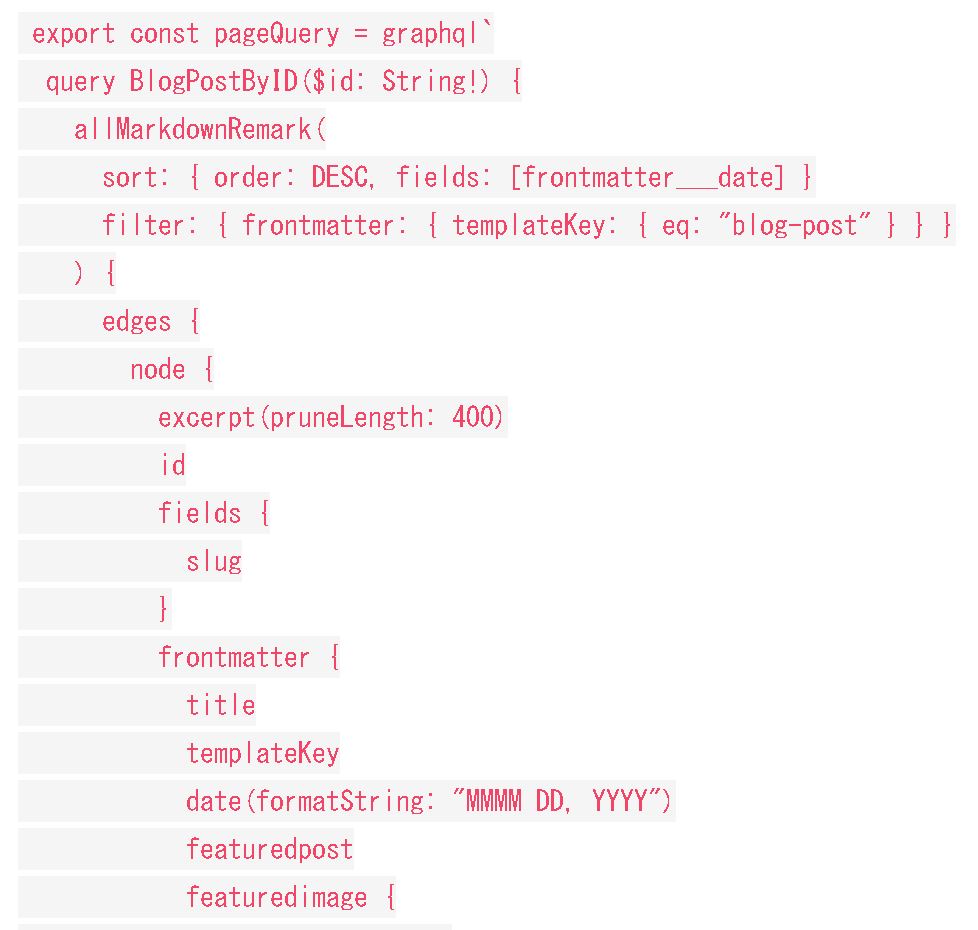 export const pageQuery = graphql`
query BlogPostByID($id: String!) {
allMarkdownRemark(
sort: { order: DESC, fields: [frontmatter___date] }
filter: { frontmatter: { templateKey: { eq: "blog-post" } } }
) {
edges {
node {
excerpt(pruneLength: 400)
id
fields {
slug
}
frontmatter {
title
templateKey
date(formatString: "MMMM DD, YYYY")
featuredpost
featuredimage {